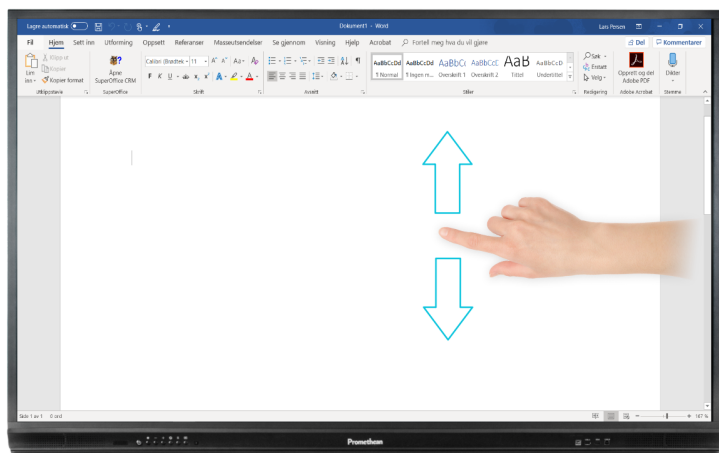 Lagre automatisk Dokument1 - Word Lars Persen
Fil Hjem Sett inn Utforming Oppsett Referanser Masseutsendelser Se gjennom Visning Hjelp Acrobat Fortell meg hva du vil gjøre Del Kommentarer
Lim
inn
Klipp ut
Kopier
Kopier format
Utklippstavle
Åpne
SuperOffice CRM
SuperOffice
Calibri (Brødtek 11 A A Aa A
F K U ab x x A A
Skrift
Avsnitt
AaBbCcDd AaBbCcDd AaBbCc AaBbCcC AaB AaBbCcD
¶ Normal ¶ Ingen m... Overskrift 1 Overskrift 2 Tittel Undertittel
Stiler
Søk
Erstatt
Velg
Redigering
Opprett og del
Adobe PDF
Adobe Acrobat
Dikter
Stemme
Side 1 av 1 0 ord 167 %
Promethean